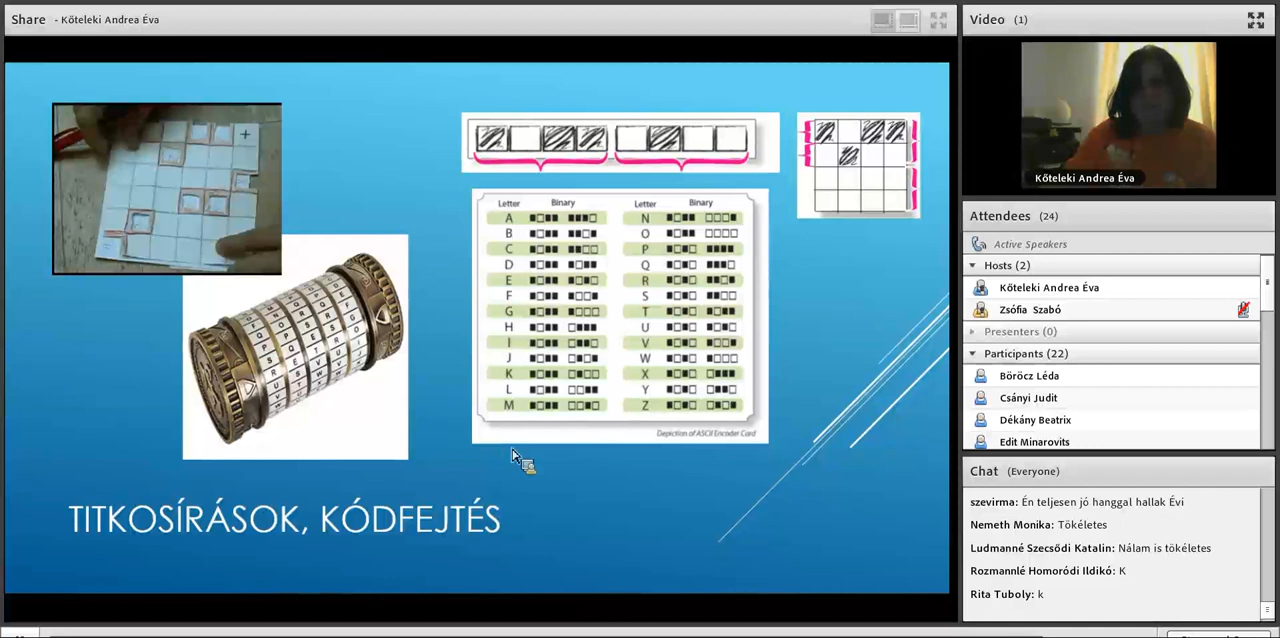 Share - Kőteleki Andrea Éva
Letter Binary Letter Binary
A N
B O
C P
D Q
E R
F S
G T
H U
I V
J W
K X
L Y
M Z
Depiction of ASCII Encoder Card
TITKOSÍRÁSOK, KÓDFEJTÉS
Video (1)
Kőteleki Andrea Éva
Attendees (24)
Active Speakers
Hosts (2)
Kőteleki Andrea Éva
Zsófia Szabó
Presenters (0)
Participants (22)
Böröcz Léda
Csányi Judit
Dékány Beatrix
Edit Minarovits
Chat (Everyone)
szevirma: Én teljesen jó hanggal hallak Évi
Nemeth Monika: Tökéletes
Ludmanné Szecsődi Katalin: Nálam is tökéletes
Rozmannlé Homoródi Ildikó: K
Rita Tuboly: k